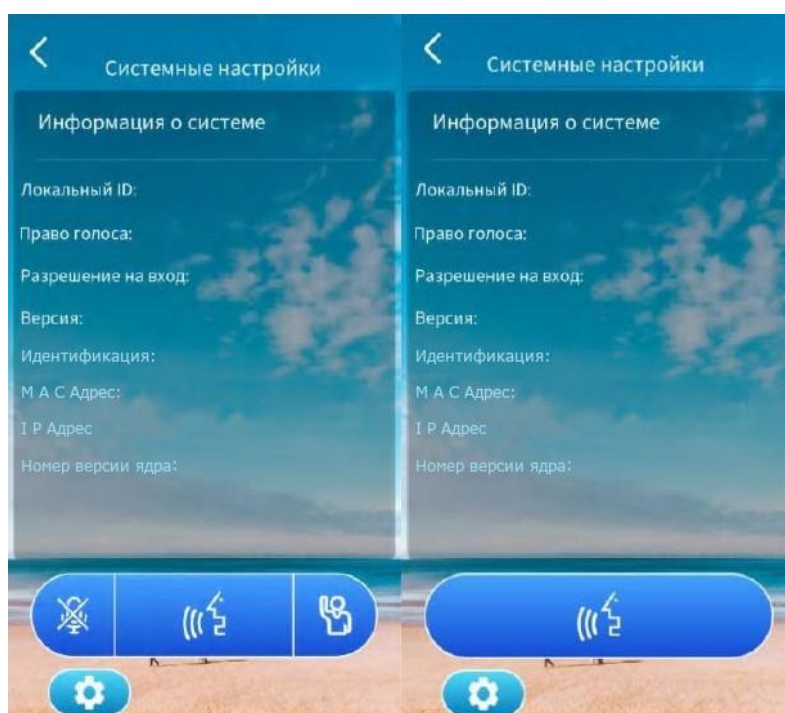 Системные настройки
Информация о системе
Локальный ID:
Право голоса:
Разрешение на вход:
Версия:
Идентификация:
M A C Адрес:
I P Адрес
Номер версии ядра:
Системные настройки
Информация о системе
Локальный ID:
Право голоса:
Разрешение на вход:
Версия:
Идентификация:
M A C Адрес:
I P Адрес
Номер версии ядра: